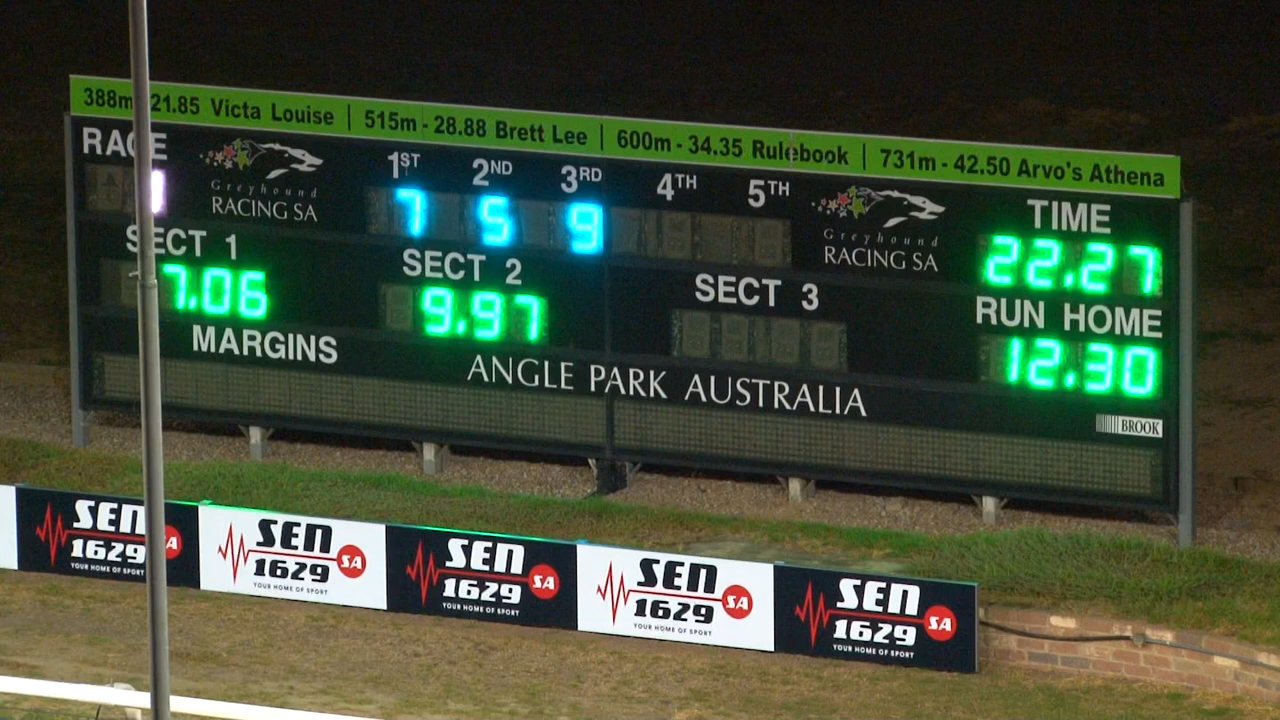 388m 21.85 Victa Louise | 515m - 28.88 Brett Lee | 600m - 34.35 Rulebook | 731m - 42.50 Arvo's Athena
RACE
Greyhound
RACING SA
1ST 2ND 3RD 4TH 5TH
7 5 9
Greyhound
RACING SA
TIME
22.27
SECT 1
7.06
SECT 2
9.97
SECT 3
RUN HOME
12.30
MARGINS
ANGLE PARK AUSTRALIA
BROOK
SEN
1629
SA
YOUR HOME OF SPORT
SEN
1629
SA
YOUR HOME OF SPORT
SEN
1629
SA
YOUR HOME OF SPORT
SEN
1629
SA
YOUR HOME OF SPORT
SEN
1629
SA
YOUR HOME OF SPORT